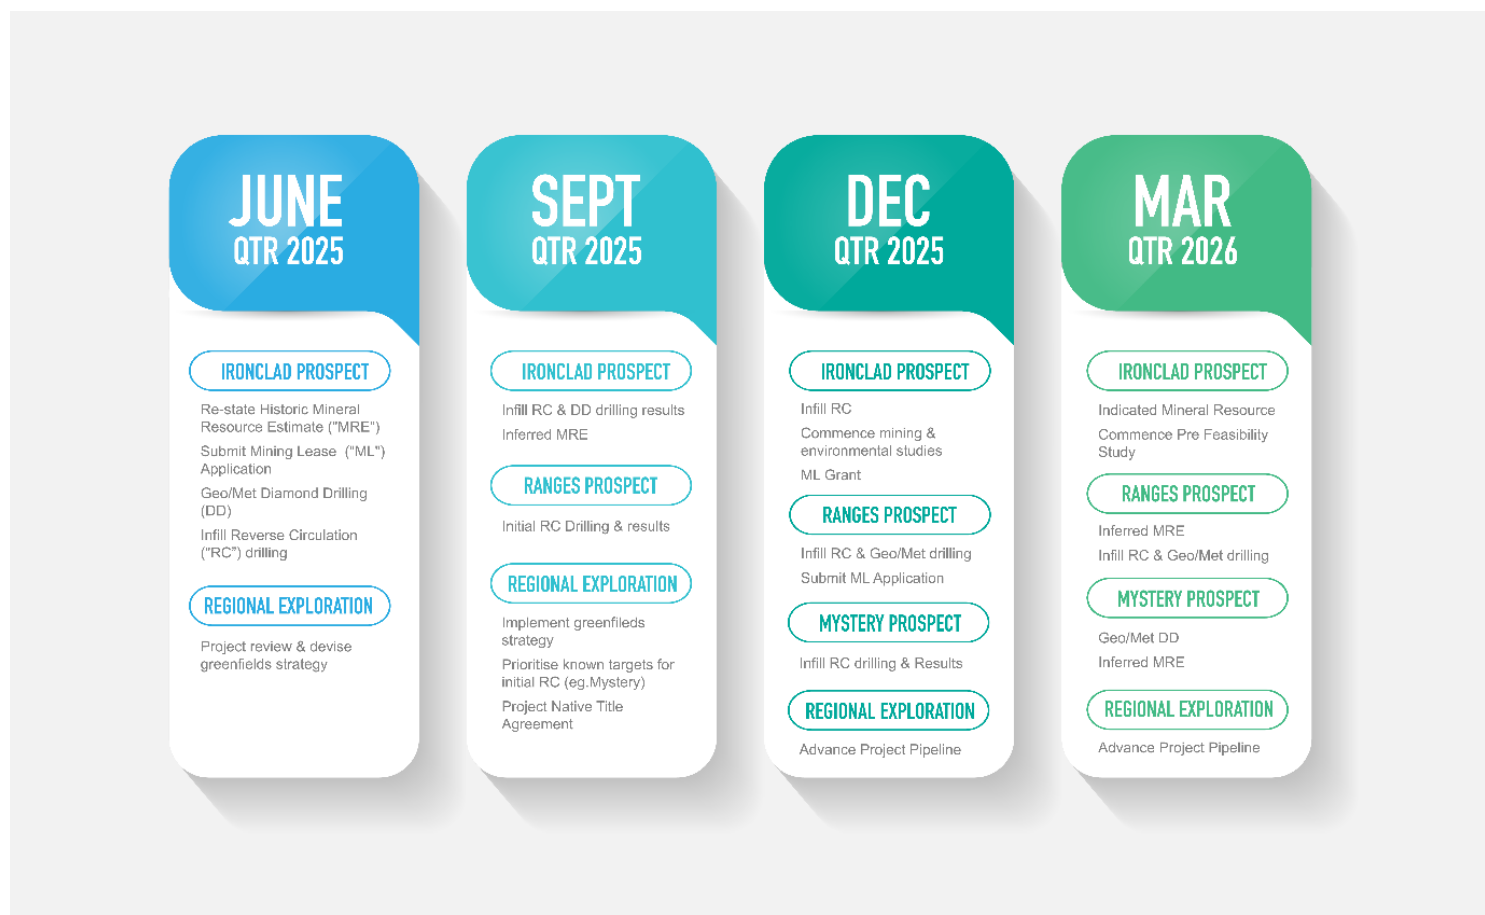 JUNE
QTR 2025
IRONCLAD PROSPECT
Re-state Historic Mineral
Resource Estimate ("MRE")
Submit Mining Lease ("ML")
Application
Geo/Met Diamond Drilling
(DD)
Infill Reverse Circulation
("RC") drilling
REGIONAL EXPLORATION
Project review & devise
greenfields strategy
SEPT
QTR 2025
IRONCLAD PROSPECT
Infill RC & DD drilling results
Inferred MRE
RANGES PROSPECT
Initial RC Drilling & results
REGIONAL EXPLORATION
Implement greenfileds
strategy
Prioritise known targets for
initial RC (eg.Mystery)
Project Native Title
Agreement
DEC
QTR 2025
IRONCLAD PROSPECT
Infill RC
Commence mining &
environmental studies
ML Grant
RANGES PROSPECT
Infill RC & Geo/Met drilling
Submit ML Application
MYSTERY PROSPECT
Infill RC drilling & Results
REGIONAL EXPLORATION
Advance Project Pipeline
MAR
QTR 2026
IRONCLAD PROSPECT
Indicated Mineral Resource
Commence Pre Feasibility
Study
RANGES PROSPECT
Inferred MRE
Infill RC & Geo/Met drilling
MYSTERY PROSPECT
Geo/Met DD
Inferred MRE
REGIONAL EXPLORATION
Advance Project Pipeline